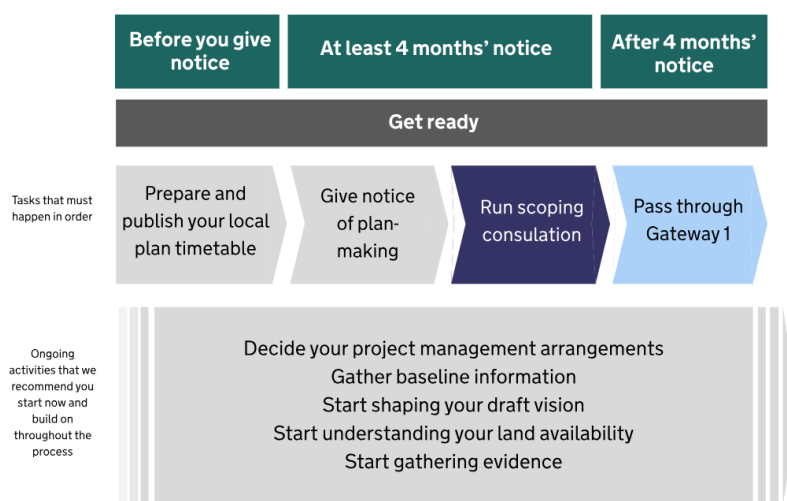 Before you give
notice
At least 4 months’ notice
After 4 months’
notice
Get ready
Tasks that must
happen in order
Prepare and
publish your local
plan timetable
Give notice
of plan-
making
Run scoping
consulation
Pass through
Gateway 1
Ongoing
activities that we
recommend you
start now and
build on
throughout the
process
Decide your project management arrangements
Gather baseline information
Start shaping your draft vision
Start understanding your land availability
Start gathering evidence